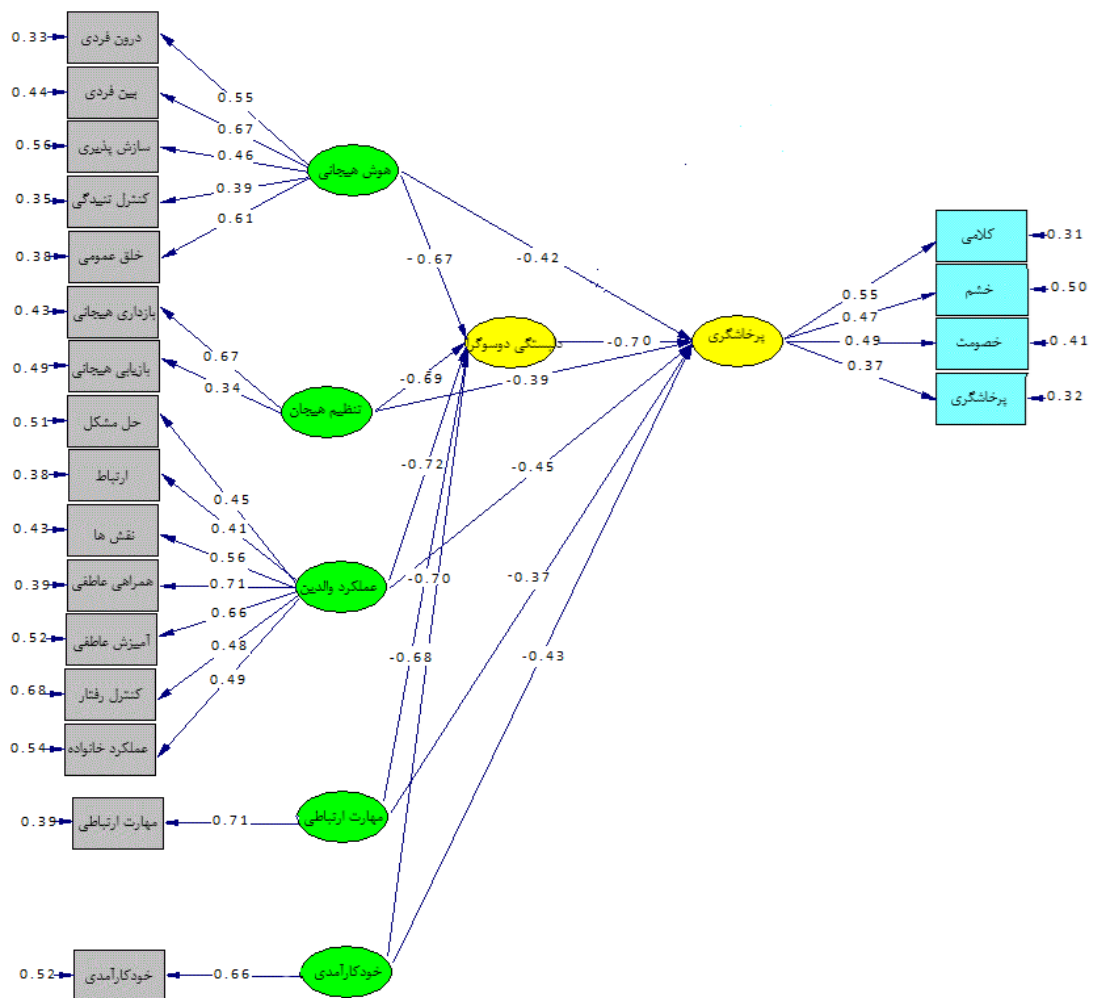 0.33
درون فردی
0.55
0.44
بین فردی
0.67
0.56
سازش پذیری
0.46
هوش هیجانی
0.35
کنترل تنیدگی
0.39
0.61
0.38
خلق عمومی
-0.67
-0.42
کلامی
0.31
0.43
بازداری هیجانی
خشم
0.50
0.55
0.47
0.49
بازیابی هیجانی
0.67
0.34
دوسوگرا
-0.70
پرخاشگری
0.49
خصومت
0.41
0.37
-0.69
-0.39
تنظیم هیجان
پرخاشگری
0.32
0.51
حل مشکل
-0.72
-0.45
0.38
ارتباط
0.45
0.41
0.43
نقش ها
0.56
0.39
همراهی عاطفی
0.71
عملکرد والدین
-0.70
-0.37
0.52
آمیزش عاطفی
0.66
0.48
0.49
-0.68
-0.43
0.68
کنترل رفتار
0.54
عملکرد خانواده
0.39
مهارت ارتباطی
0.71
مهارت ارتباطی
0.52
خودکارآمدی
0.66
خودکارآمدی